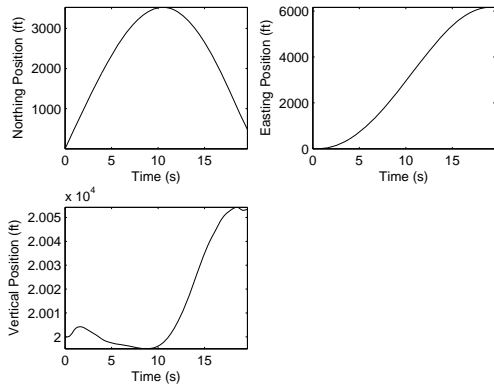 Northing Position (ft)
3000
2000
1000
0 5 10 15
Time (s)
Easting Position (ft)
6000
4000
2000
0
0 5 10 15
Time (s)
x 10^4
Vertical Position (ft)
2.005
2.004
2.003
2.002
2.001
2
0 5 10 15
Time (s)